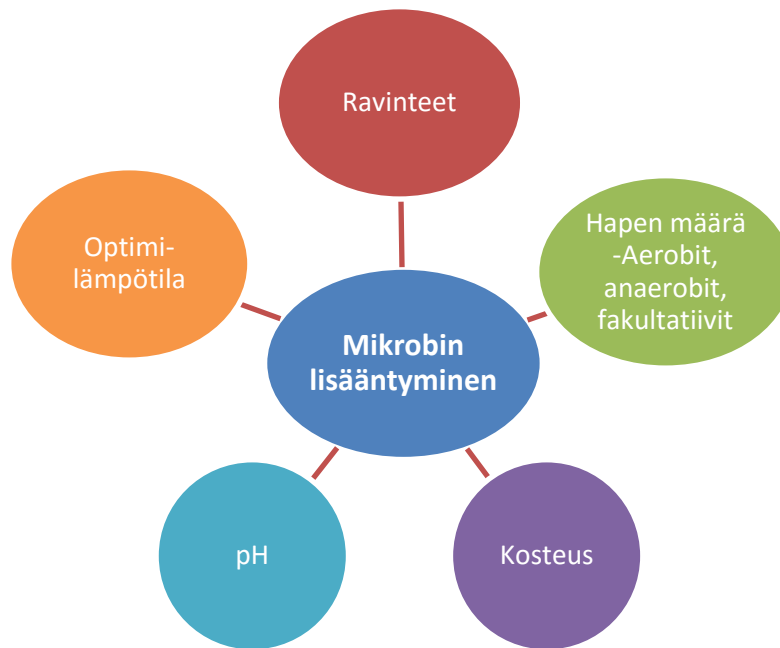 Ravinteet
Optimi-
lämpötila
Hapen määrä
-Aerobit,
anaerobit,
fakultatiivit
Mikrobin
lisääntyminen
pH
Kosteus